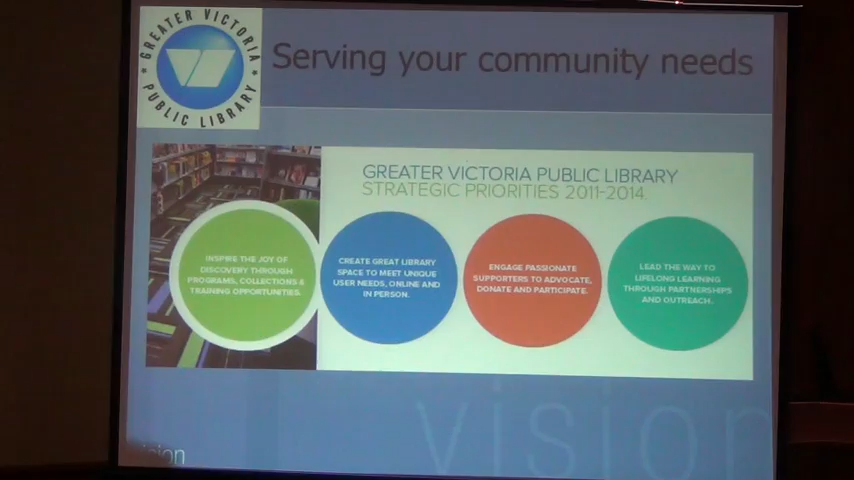 GREATER VICTORIA
PUBLIC LIBRARY
Serving your community needs
GREATER VICTORIA PUBLIC LIBRARY
STRATEGIC PRIORITIES 2011-2014.
INSPIRE THE JOY OF
DISCOVERY THROUGH
PROGRAMS, COLLECTIONS &
TRAINING OPPORTUNITIES.
CREATE GREAT LIBRARY
SPACE TO MEET UNIQUE
USER NEEDS, ONLINE AND
IN PERSON.
ENGAGE PASSIONATE
SUPPORTERS TO ADVOCATE,
DONATE AND PARTICIPATE.
LEAD THE WAY TO
LIFELONG LEARNING
THROUGH PARTNERSHIPS
AND OUTREACH.
vision